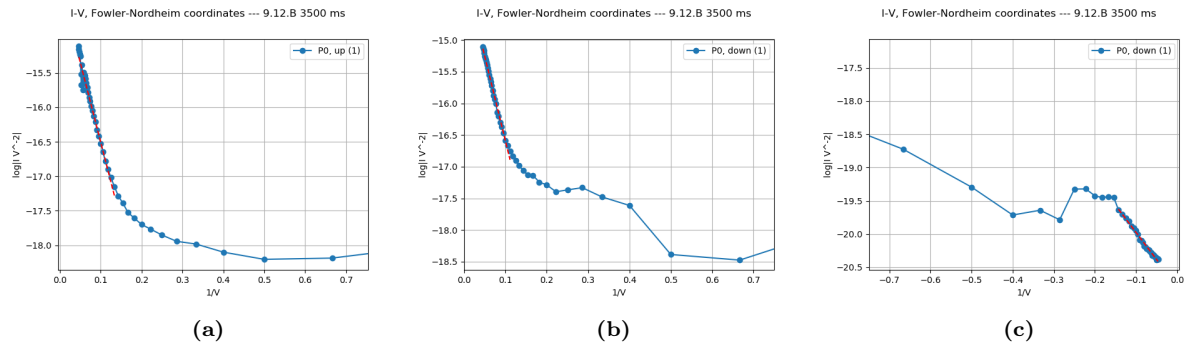 I-V, Fowler-Nordheim coordinates --- 9.12.B 3500 ms
P0, up (1)
−15.5
−16.0
−16.5
−17.0
−17.5
−18.0
log|I V^-2|
0.0 0.1 0.2 0.3 0.4 0.5 0.6 0.7
1/V
(a)
I-V, Fowler-Nordheim coordinates --- 9.12.B 3500 ms
P0, down (1)
−15.0
−15.5
−16.0
−16.5
−17.0
−17.5
−18.0
−18.5
log|I V^-2|
0.0 0.1 0.2 0.3 0.4 0.5 0.6 0.7
1/V
(b)
I-V, Fowler-Nordheim coordinates --- 9.12.B 3500 ms
P0, down (1)
−17.5
−18.0
−18.5
−19.0
−19.5
−20.0
−20.5
log|I V^-2|
−0.7 −0.6 −0.5 −0.4 −0.3 −0.2 −0.1 0.0
1/V
(c)